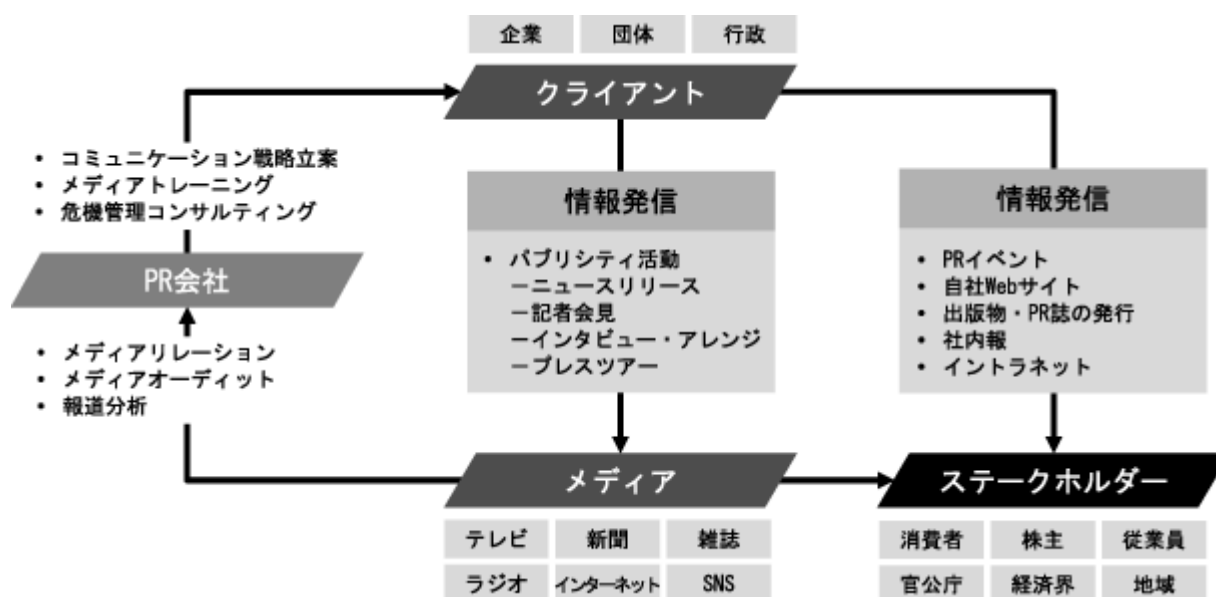 企業 団体 行政
クライアント
• コミュニケーション戦略立案
• メディアトレーニング
• 危機管理コンサルティング
PR会社
• メディアリレーション
• メディアオーディット
• 報道分析
情報発信
• パブリシティ活動
－ニュースリリース
－記者会見
－インタビュー・アレンジ
－プレスツアー
情報発信
• PRイベント
• 自社Webサイト
• 出版物・PR誌の発行
• 社内報
• イントラネット
メディア
テレビ 新聞 雑誌
ラジオ インターネット SNS
ステークホルダー
消費者 株主 従業員
官公庁 経済界 地域